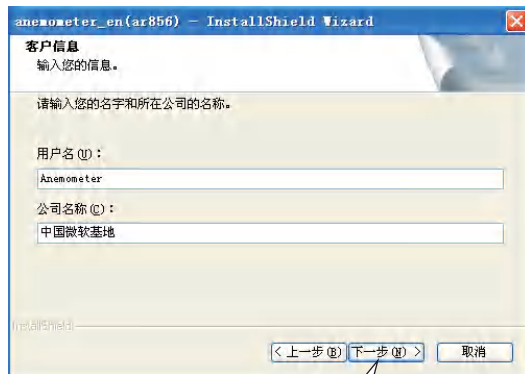 anemometer_en(ar856) - InstallShield Wizard
客户信息
输入您的信息。
请输入您的名字和所在公司的名称。
用户名(U):
Anemometer
公司名称(C):
中国微软基地
InstallShield
< 上一步(B) 下一步(N) > 取消